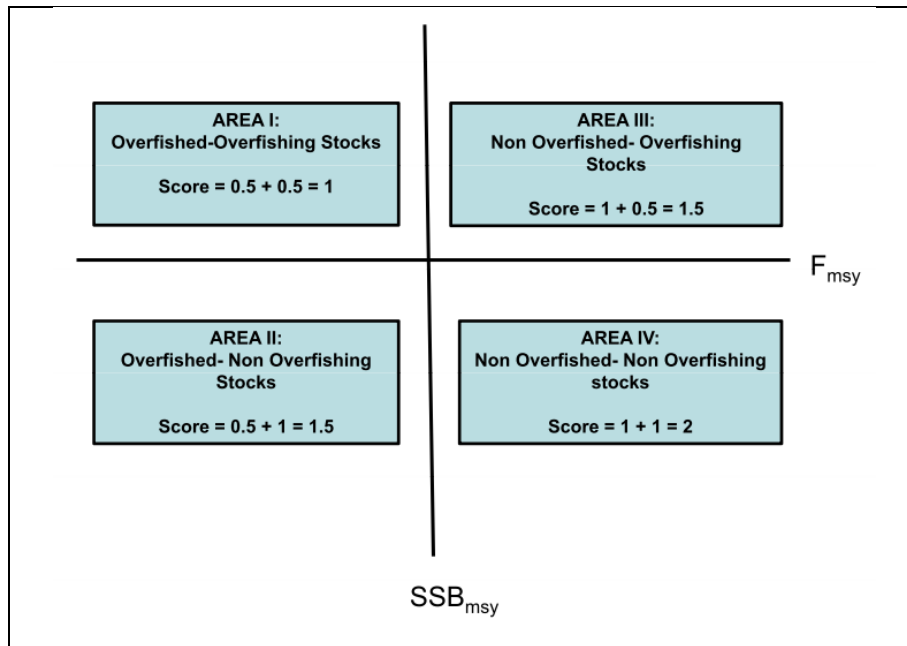 AREA I:
Overfished-Overfishing Stocks
Score = 0.5 + 0.5 = 1
AREA III:
Non Overfished- Overfishing
Stocks
Score = 1 + 0.5 = 1.5
Fmsy
AREA II:
Overfished- Non Overfishing
Stocks
Score = 0.5 + 1 = 1.5
AREA IV:
Non Overfished- Non Overfishing
stocks
Score = 1 + 1 = 2
SSBmsy